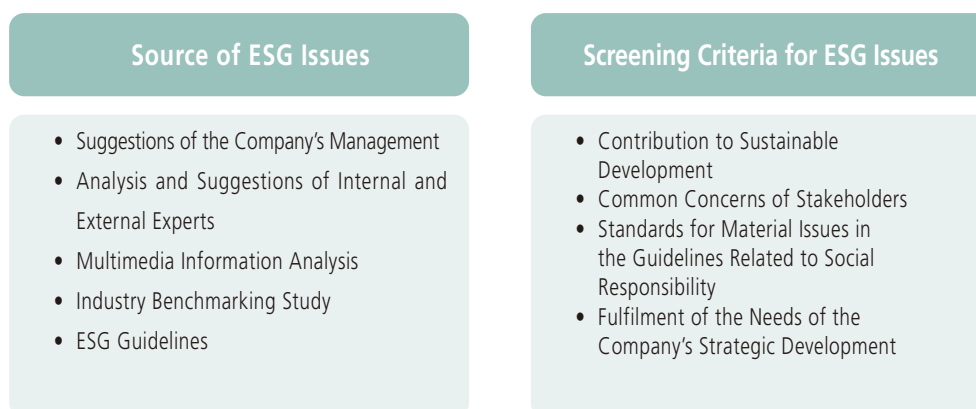 Source of ESG Issues
• Suggestions of the Company's Management
• Analysis and Suggestions of Internal and
External Experts
• Multimedia Information Analysis
• Industry Benchmarking Study
• ESG Guidelines
Screening Criteria for ESG Issues
• Contribution to Sustainable
Development
• Common Concerns of Stakeholders
• Standards for Material Issues in
the Guidelines Related to Social
Responsibility
• Fulfilment of the Needs of the
Company's Strategic Development